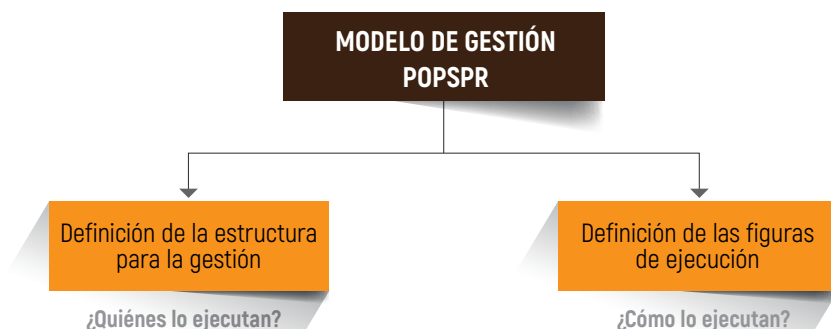 MODELO DE GESTIÓN
POPSPR
Definición de la estructura
para la gestión
Definición de las figuras
de ejecución
¿Quiénes lo ejecutan?
¿Cómo lo ejecutan?